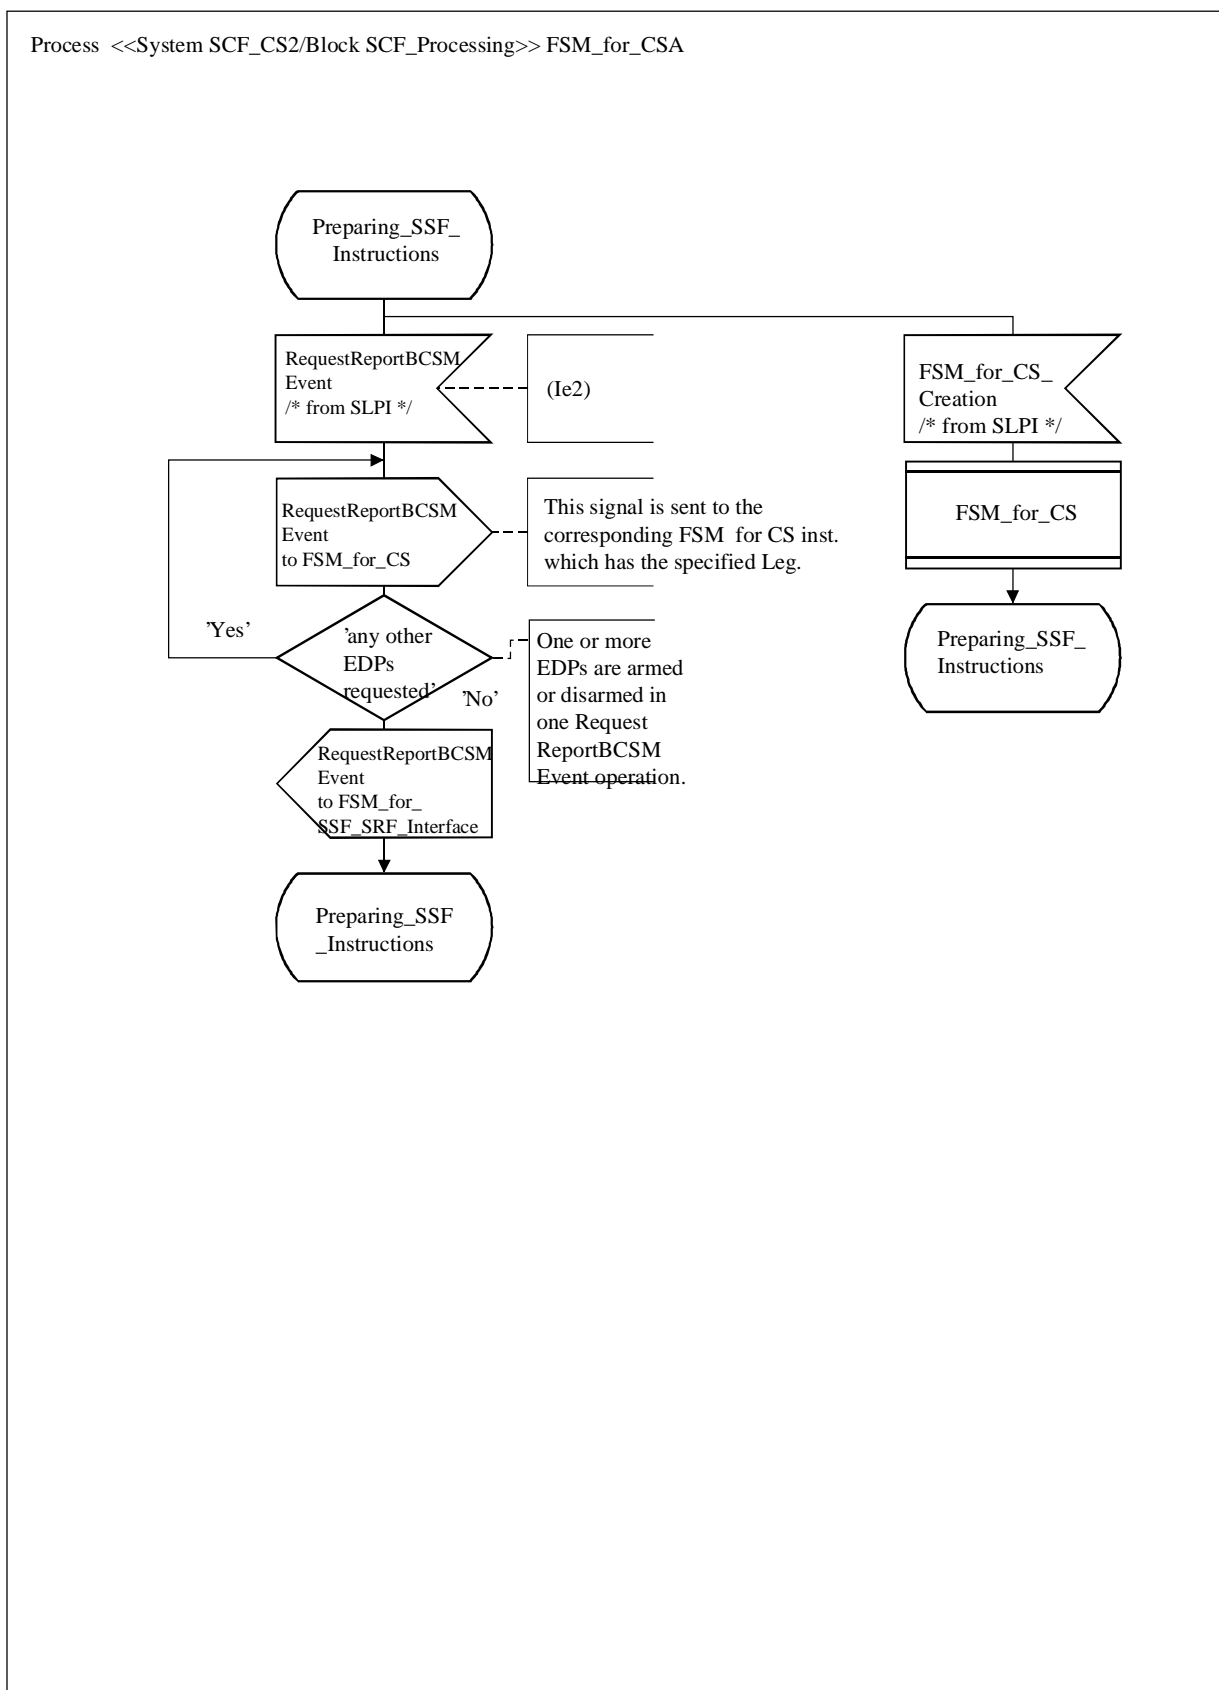 Process <<System SCF_CS2/Block SCF_Processing>> FSM_for_CSA
Preparing_SSF_
Instructions
RequestReportBCSM
Event
/* from SLPI */
(Ie2)
FSM_for_CS_
Creation
/* from SLPI */
RequestReportBCSM
Event
to FSM_for_CS
This signal is sent to the
corresponding FSM for CS inst.
which has the specified Leg.
FSM_for_CS
'Yes'
'any other
EDPs
requested'
'No'
One or more
EDPs are armed
or disarmed in
one Request
ReportBCSM
Event operation.
Preparing_SSF_
Instructions
RequestReportBCSM
Event
to FSM_for_
SSF_SRF_Interface
Preparing_SSF
_Instructions